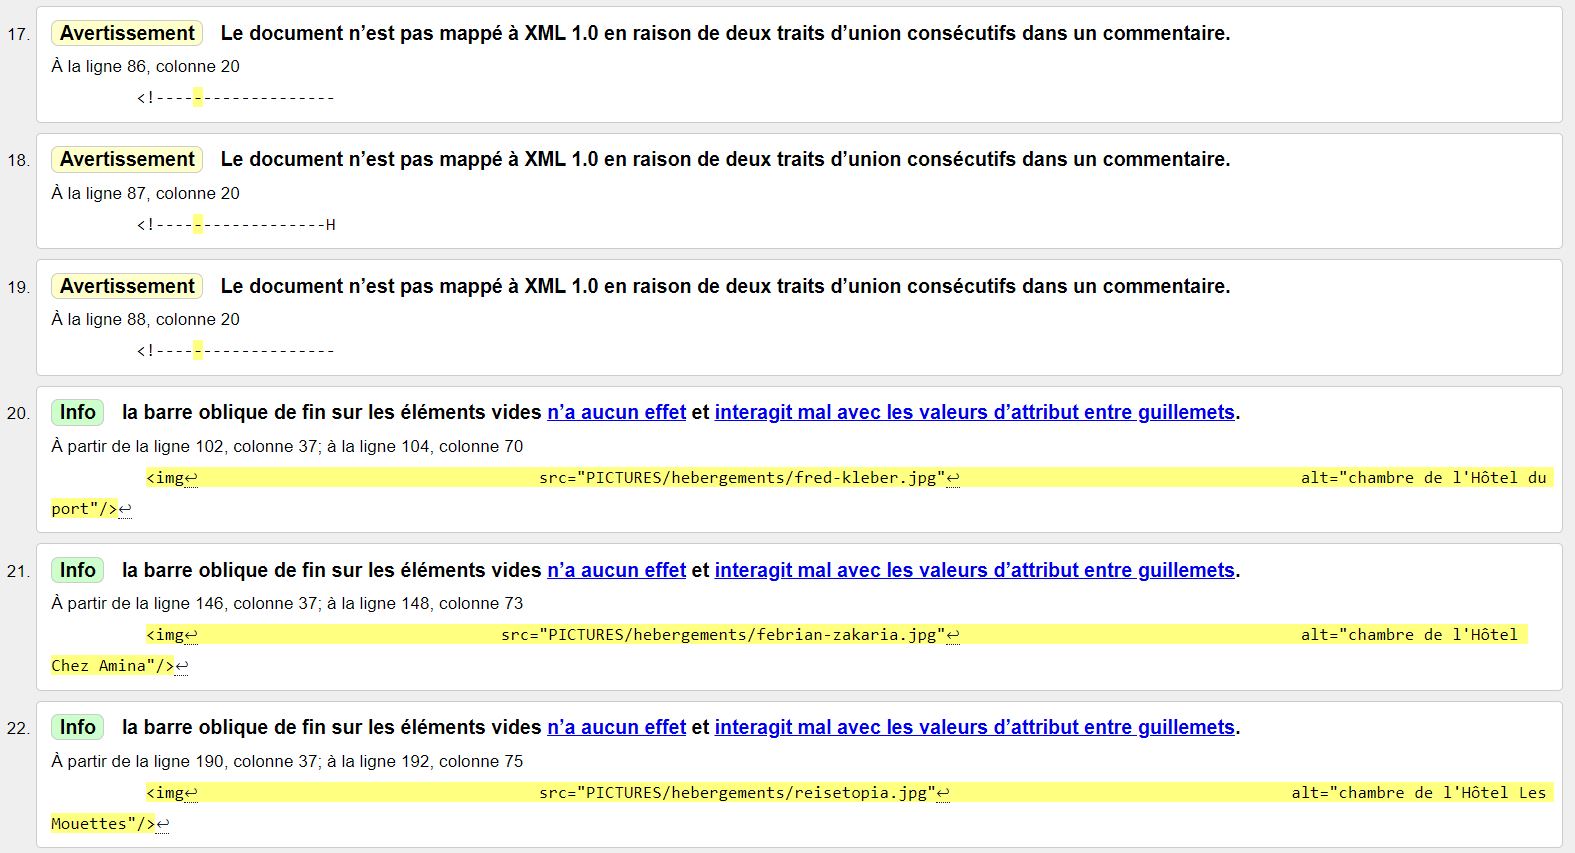 17. Avertissement Le document n’est pas mappé à XML 1.0 en raison de deux traits d’union consécutifs dans un commentaire.
À la ligne 86, colonne 20
<!-------------------
18. Avertissement Le document n’est pas mappé à XML 1.0 en raison de deux traits d’union consécutifs dans un commentaire.
À la ligne 87, colonne 20
<!------------------H
19. Avertissement Le document n’est pas mappé à XML 1.0 en raison de deux traits d’union consécutifs dans un commentaire.
À la ligne 88, colonne 20
<!-------------------
20. Info la barre oblique de fin sur les éléments vides n’a aucun effet et interagit mal avec les valeurs d’attribut entre guillemets.
À partir de la ligne 102, colonne 37; à la ligne 104, colonne 70
<img↩ src="PICTURES/hebergements/fred-kleber.jpg"↩ alt="chambre de l'Hôtel du
port"/>↩
21. Info la barre oblique de fin sur les éléments vides n’a aucun effet et interagit mal avec les valeurs d’attribut entre guillemets.
À partir de la ligne 146, colonne 37; à la ligne 148, colonne 73
<img↩ src="PICTURES/hebergements/febrian-zakaria.jpg"↩ alt="chambre de l'Hôtel
Chez Amina"/>↩
22. Info la barre oblique de fin sur les éléments vides n’a aucun effet et interagit mal avec les valeurs d’attribut entre guillemets.
À partir de la ligne 190, colonne 37; à la ligne 192, colonne 75
<img↩ src="PICTURES/hebergements/reisetopia.jpg"↩ alt="chambre de l'Hôtel Les
Mouettes"/>↩